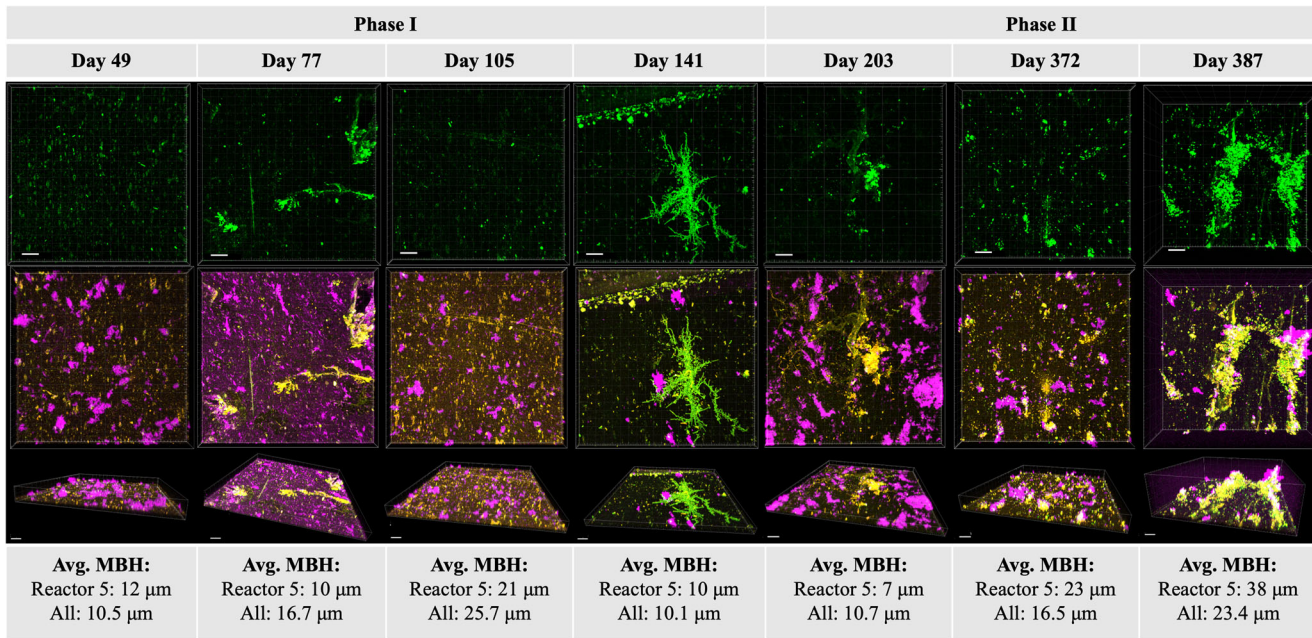 Phase I Phase II
Day 49 Day 77 Day 105 Day 141 Day 203 Day 372 Day 387
Avg. MBH: Avg. MBH: Avg. MBH: Avg. MBH: Avg. MBH: Avg. MBH: Avg. MBH:
Reactor 5: 12 μm Reactor 5: 10 μm Reactor 5: 21 μm Reactor 5: 10 μm Reactor 5: 7 μm Reactor 5: 23 μm Reactor 5: 38 μm
All: 10.5 μm All: 16.7 μm All: 25.7 μm All: 10.1 μm All: 10.7 μm All: 16.5 μm All: 23.4 μm